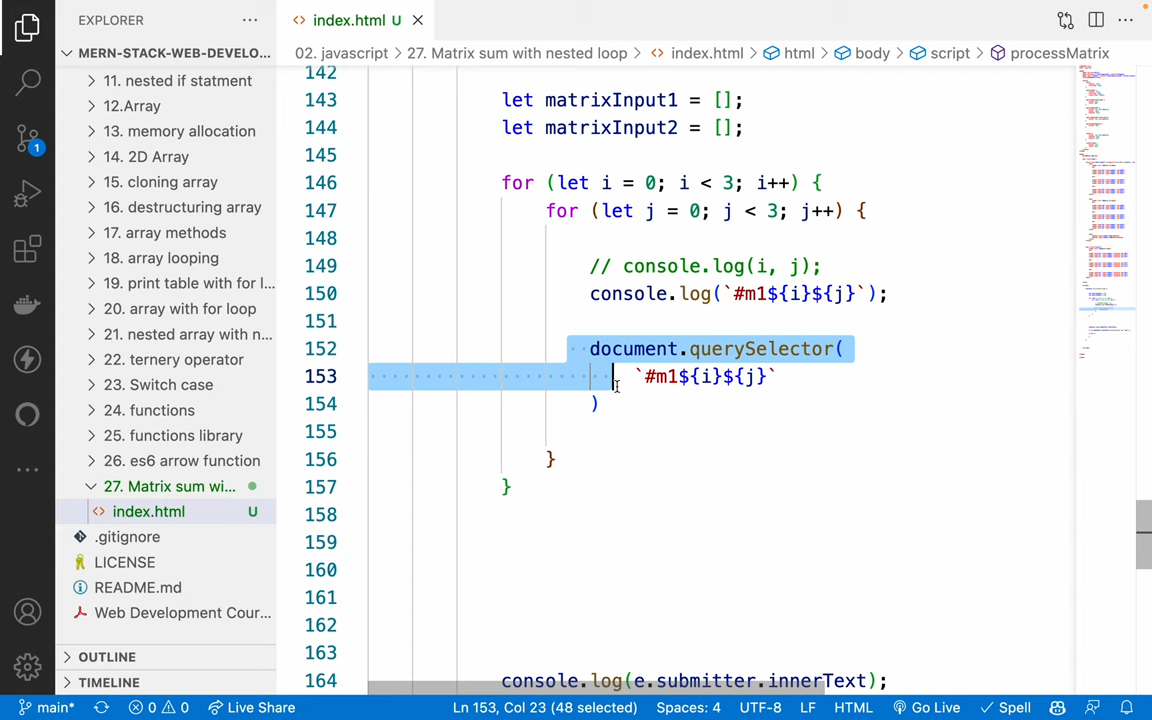 EXPLORER
index.html U
MERN-STACK-WEB-DEVELO...
02. javascript > 27. Matrix sum with nested loop > index.html > html > body > script > processMatrix
11. nested if statment
12.Array
13. memory allocation
14. 2D Array
15. cloning array
16. destructuring array
17. array methods
18. array looping
19. print table with for l...
20. array with for loop
21. nested array with n...
22. ternery operator
23. Switch case
24. functions
25. functions library
26. es6 arrow function
27. Matrix sum wi...
index.html U
.gitignore
LICENSE
README.md
Web Development Cour...
OUTLINE
TIMELINE
1
142
143 let matrixInput1 = [];
144 let matrixInput2 = [];
145
146 for (let i = 0; i < 3; i++) {
147 for (let j = 0; j < 3; j++) {
148
149 // console.log(i, j);
150 console.log(`#m1${i}${j}`);
151
152 document.querySelector(
153 `#m1${i}${j}`
154 )
155
156 }
157 }
158
159
160
161
162
163
164 console.log(e.submitter.innerText);
main* 0 0 Live Share Ln 153, Col 23 (48 selected) Spaces: 4 UTF-8 LF HTML Go Live Spell